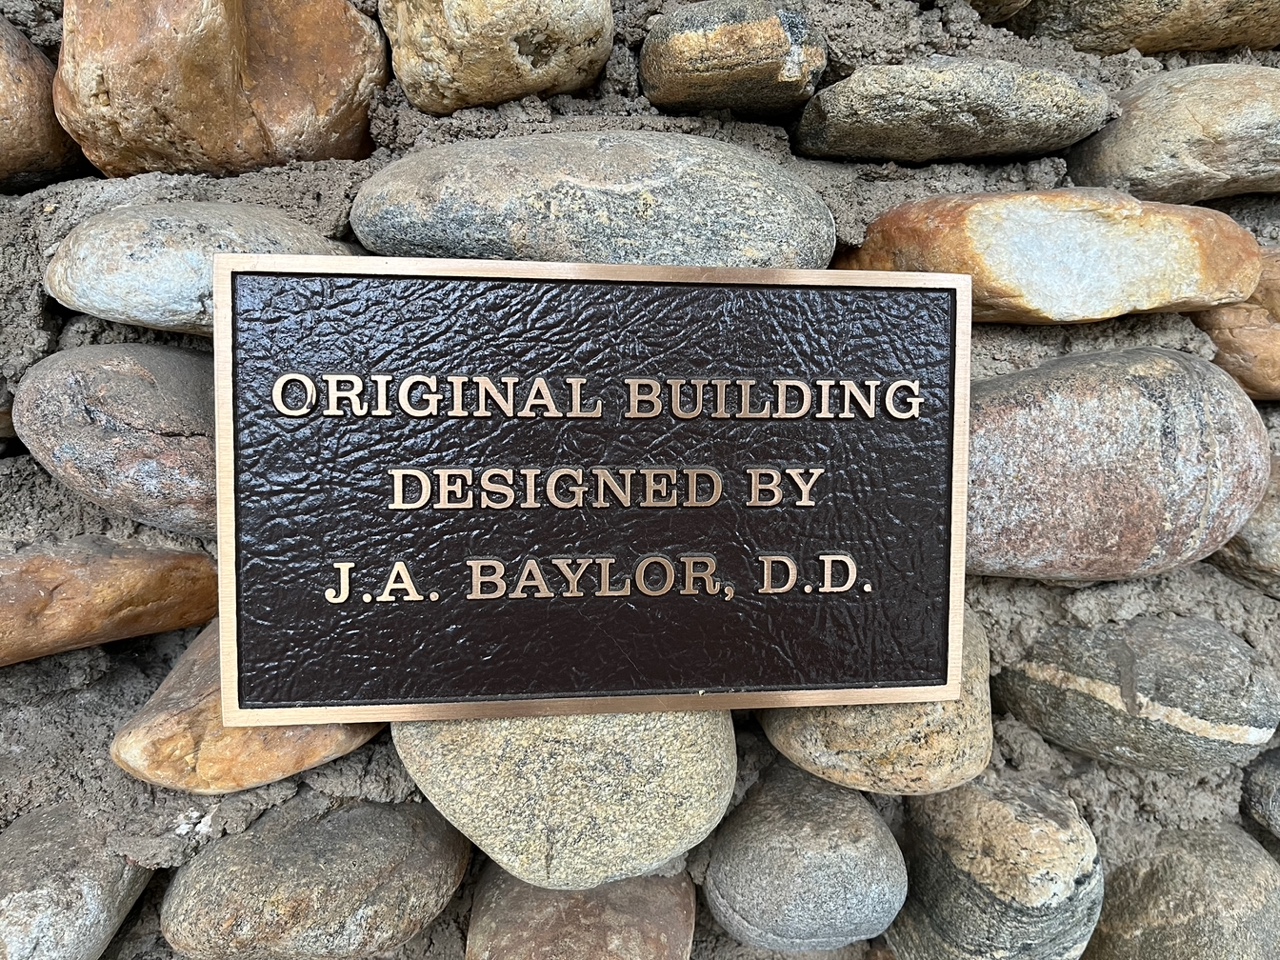 ORIGINAL BUILDING
DESIGNED BY
J.A. BAYLOR, D.D.